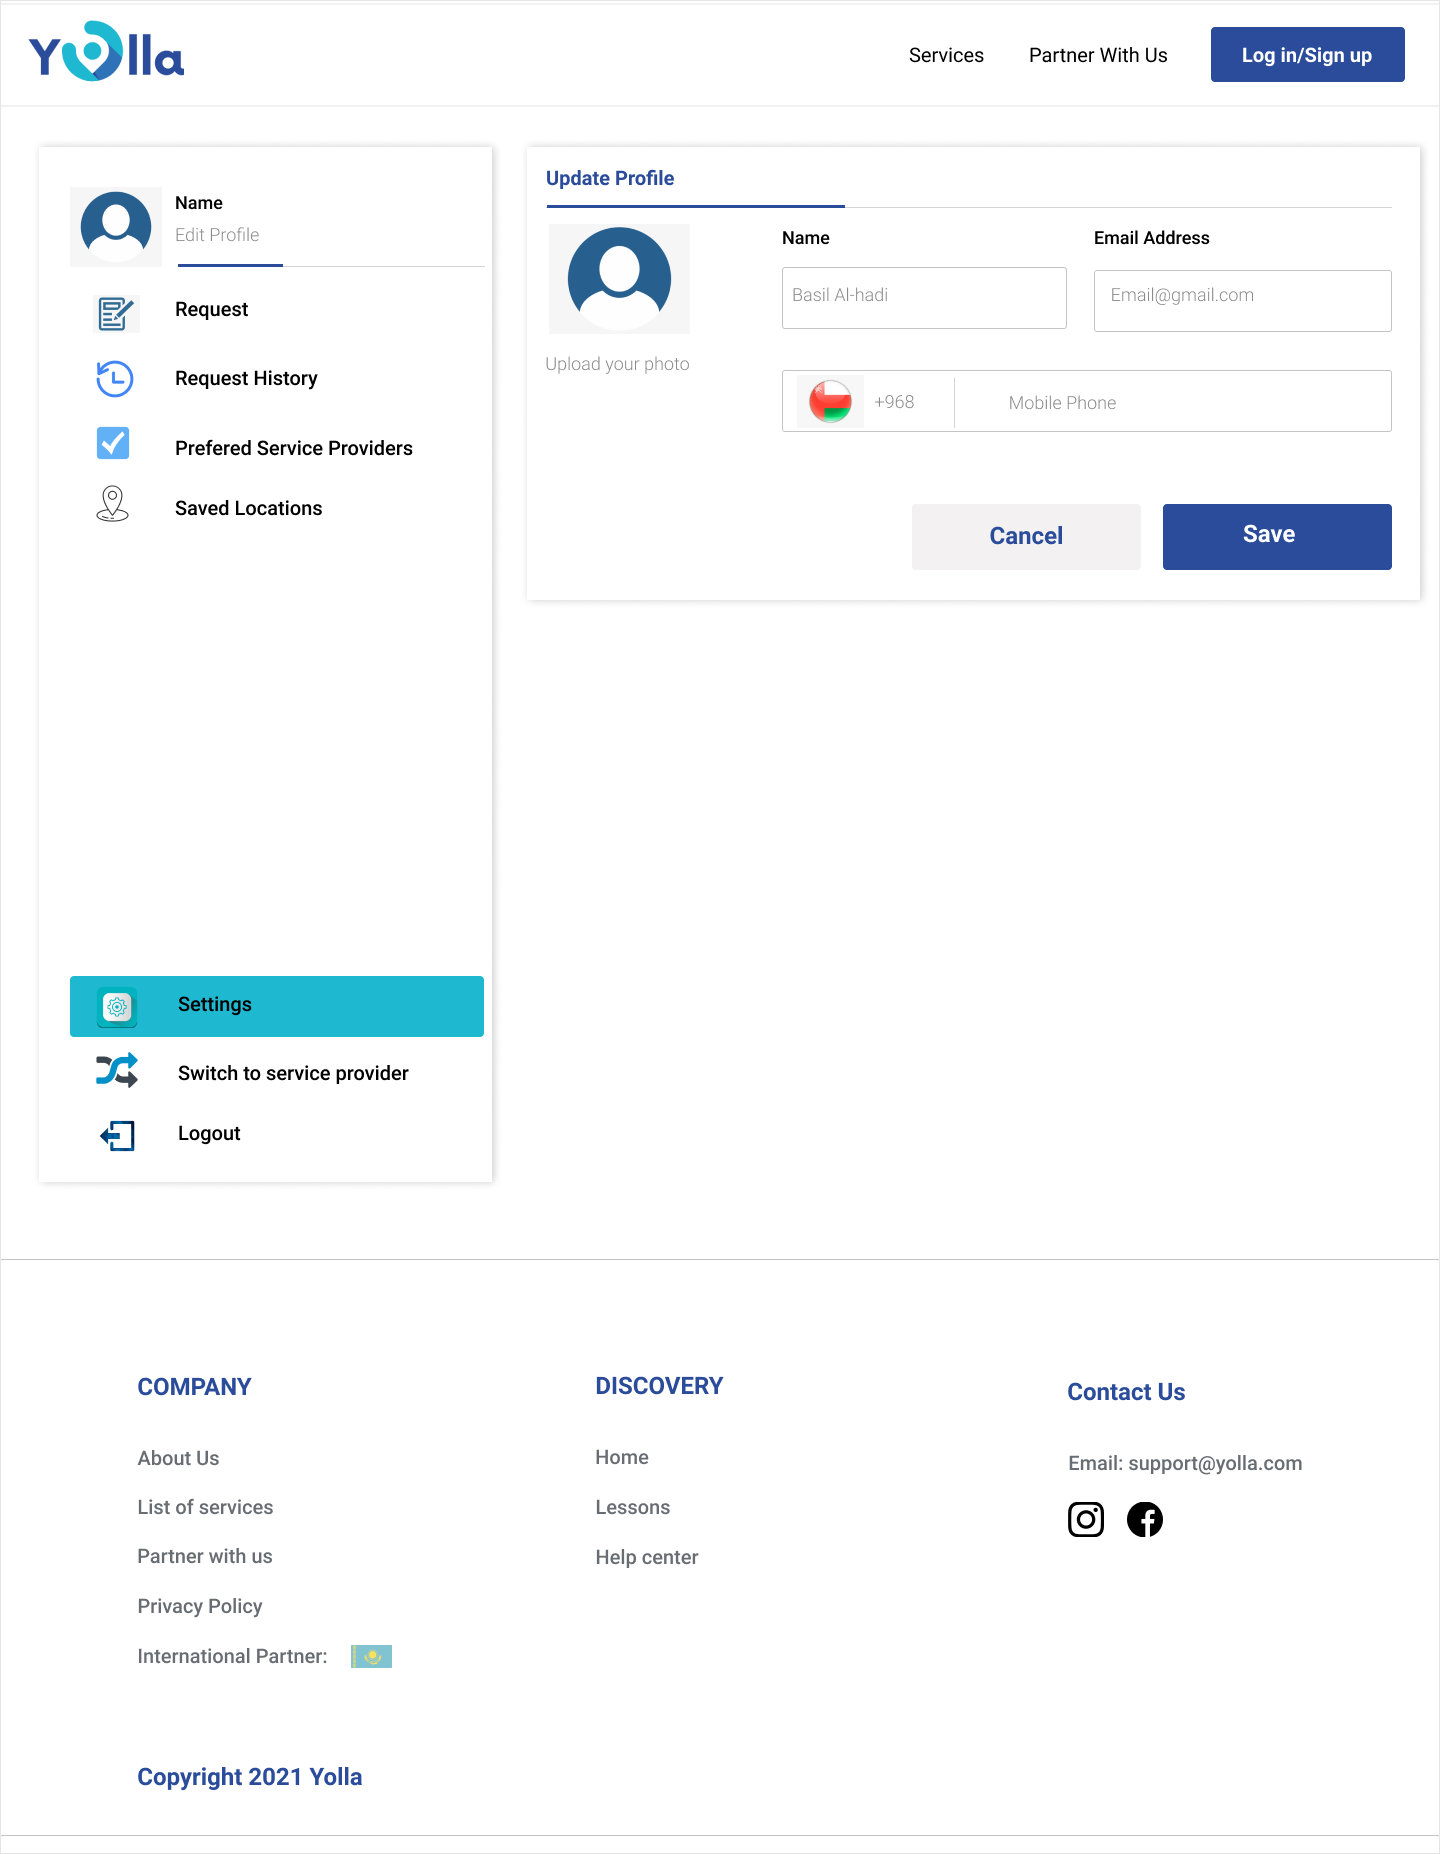 Yolla
Services
Partner With Us
Log in/Sign up
Name
Edit Profile
Request
Request History
Prefered Service Providers
Saved Locations
Settings
Switch to service provider
Logout
Update Profile
Upload your photo
Name
Basil Al-hadi
Email Address
Email@gmail.com
+968
Mobile Phone
Cancel
Save
COMPANY
About Us
List of services
Partner with us
Privacy Policy
International Partner:
DISCOVERY
Home
Lessons
Help center
Contact Us
Email: support@yolla.com
Copyright 2021 Yolla